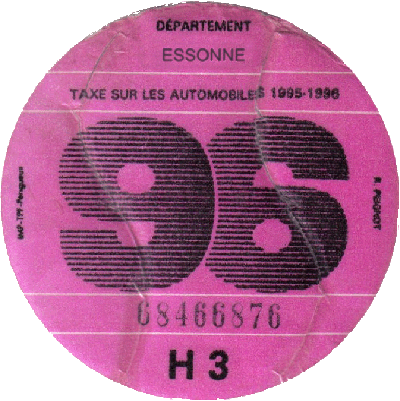 DÉPARTEMENT
ESSONNE
TAXE SUR LES AUTOMOBILES 1995-1996
96
68466876
H 3